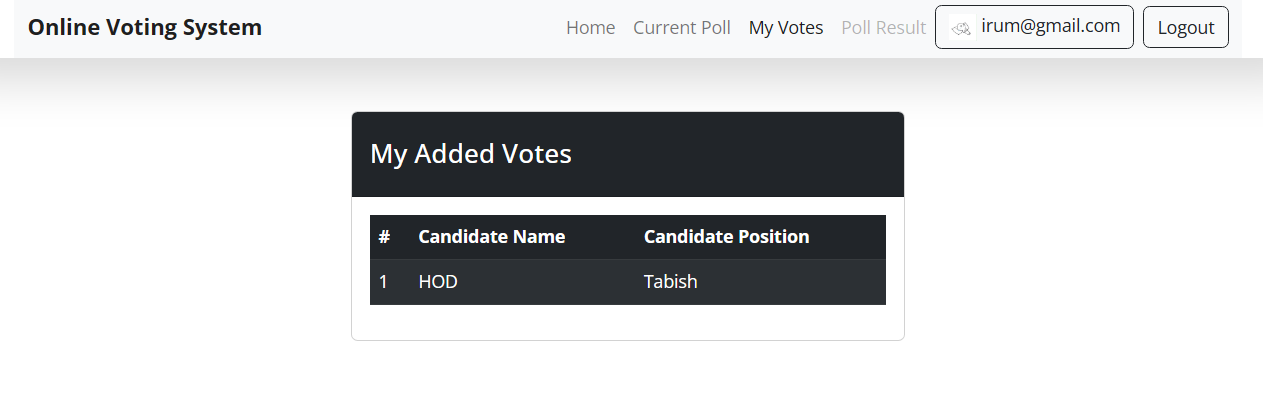 Online Voting System Home Current Poll My Votes Poll Result irum@gmail.com Logout
My Added Votes
# Candidate Name Candidate Position
1 HOD Tabish